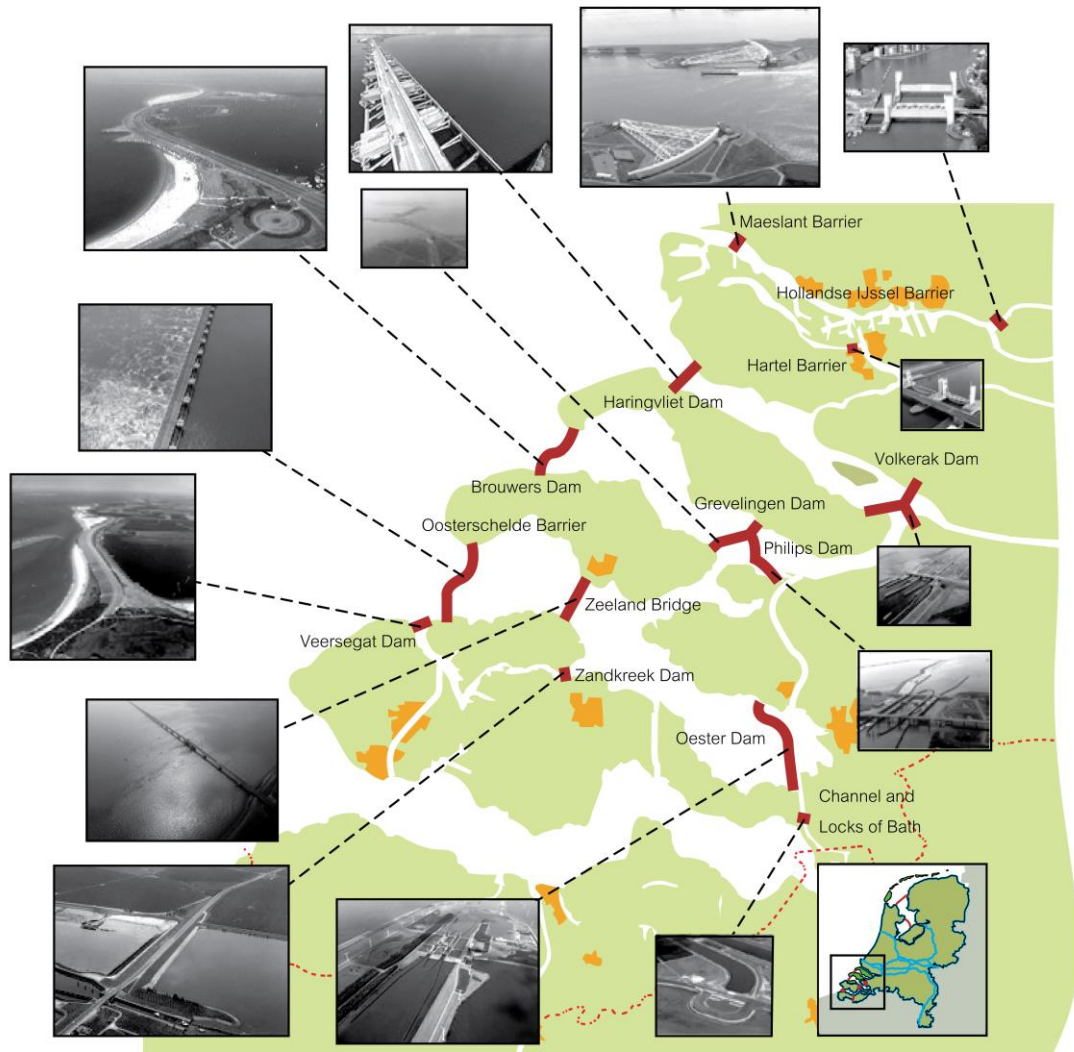 Maeslant Barrier
Hollandse IJssel Barrier
Hartel Barrier
Haringvliet Dam
Volkerak Dam
Brouwers Dam
Grevelingen Dam
Oosterschelde Barrier
Philips Dam
Zeeland Bridge
Veersegat Dam
Zandkreek Dam
Oester Dam
Channel and
Locks of Bath